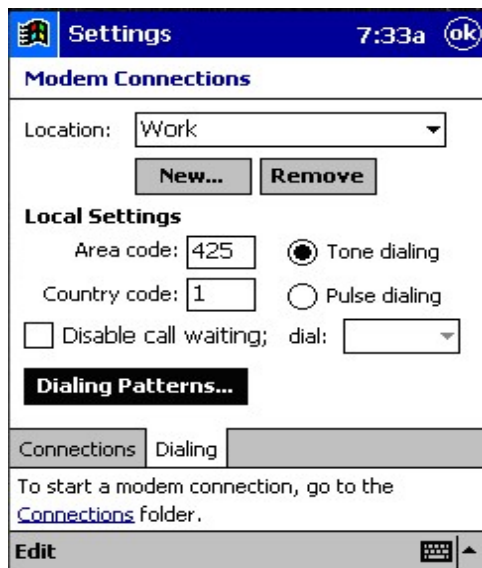 Settings 7:33a ok
Modem Connections
Location: Work
New... Remove
Local Settings
Area code: 425 Tone dialing
Country code: 1 Pulse dialing
Disable call waiting; dial:
Dialing Patterns...
Connections Dialing
To start a modem connection, go to the
Connections folder.
Edit